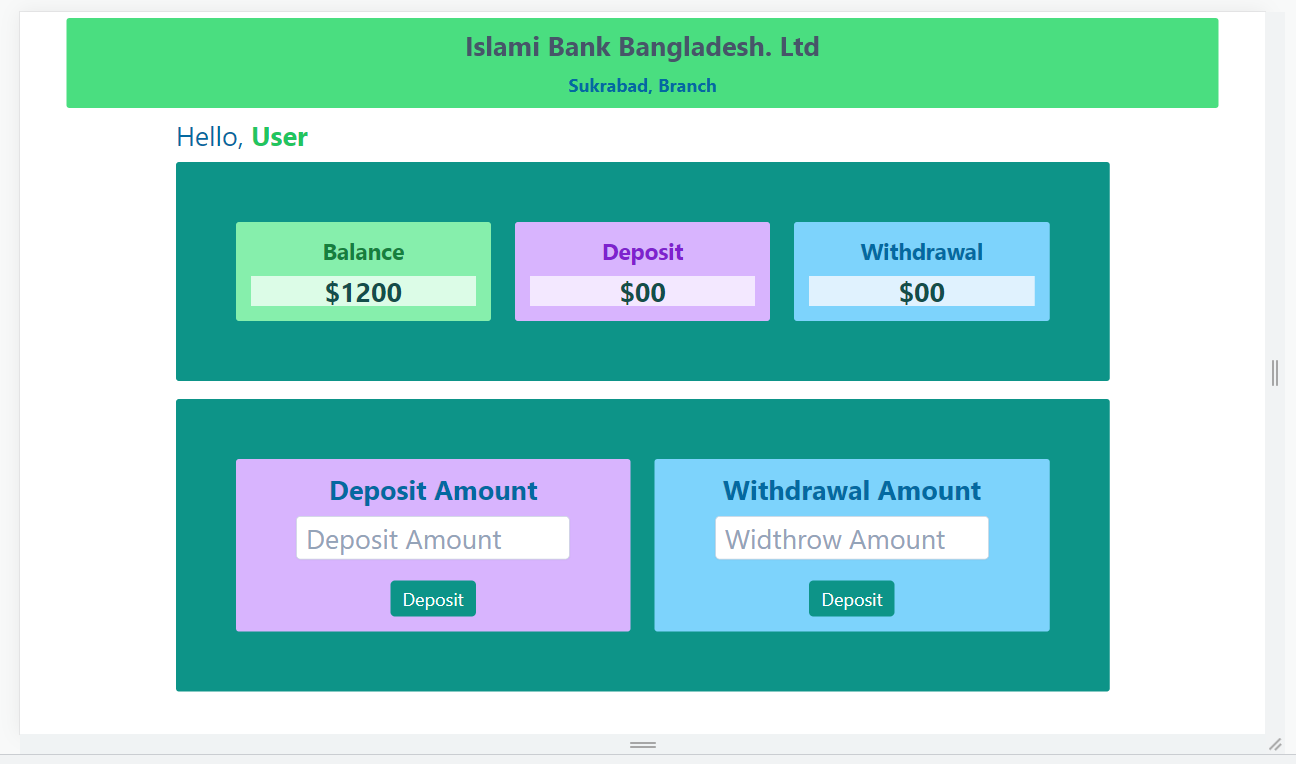 Islami Bank Bangladesh. Ltd
Sukrabad, Branch
Hello, User
Balance
$1200
Deposit
$00
Withdrawal
$00
Deposit Amount
Deposit Amount
Deposit
Withdrawal Amount
Widthrow Amount
Deposit